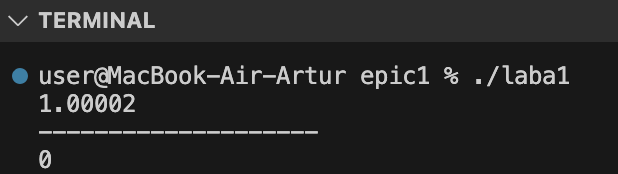 TERMINAL
user@MacBook-Air-Artur epic1 % ./laba1
1.00002
--------------------
0